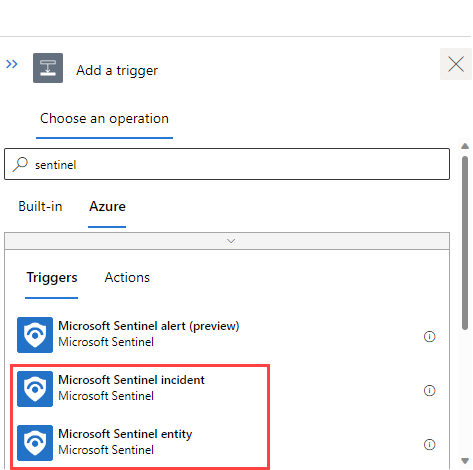 Add a trigger
Choose an operation
sentinel
Built-in Azure
Triggers Actions
Microsoft Sentinel alert (preview)
Microsoft Sentinel
Microsoft Sentinel incident
Microsoft Sentinel
Microsoft Sentinel entity
Microsoft Sentinel